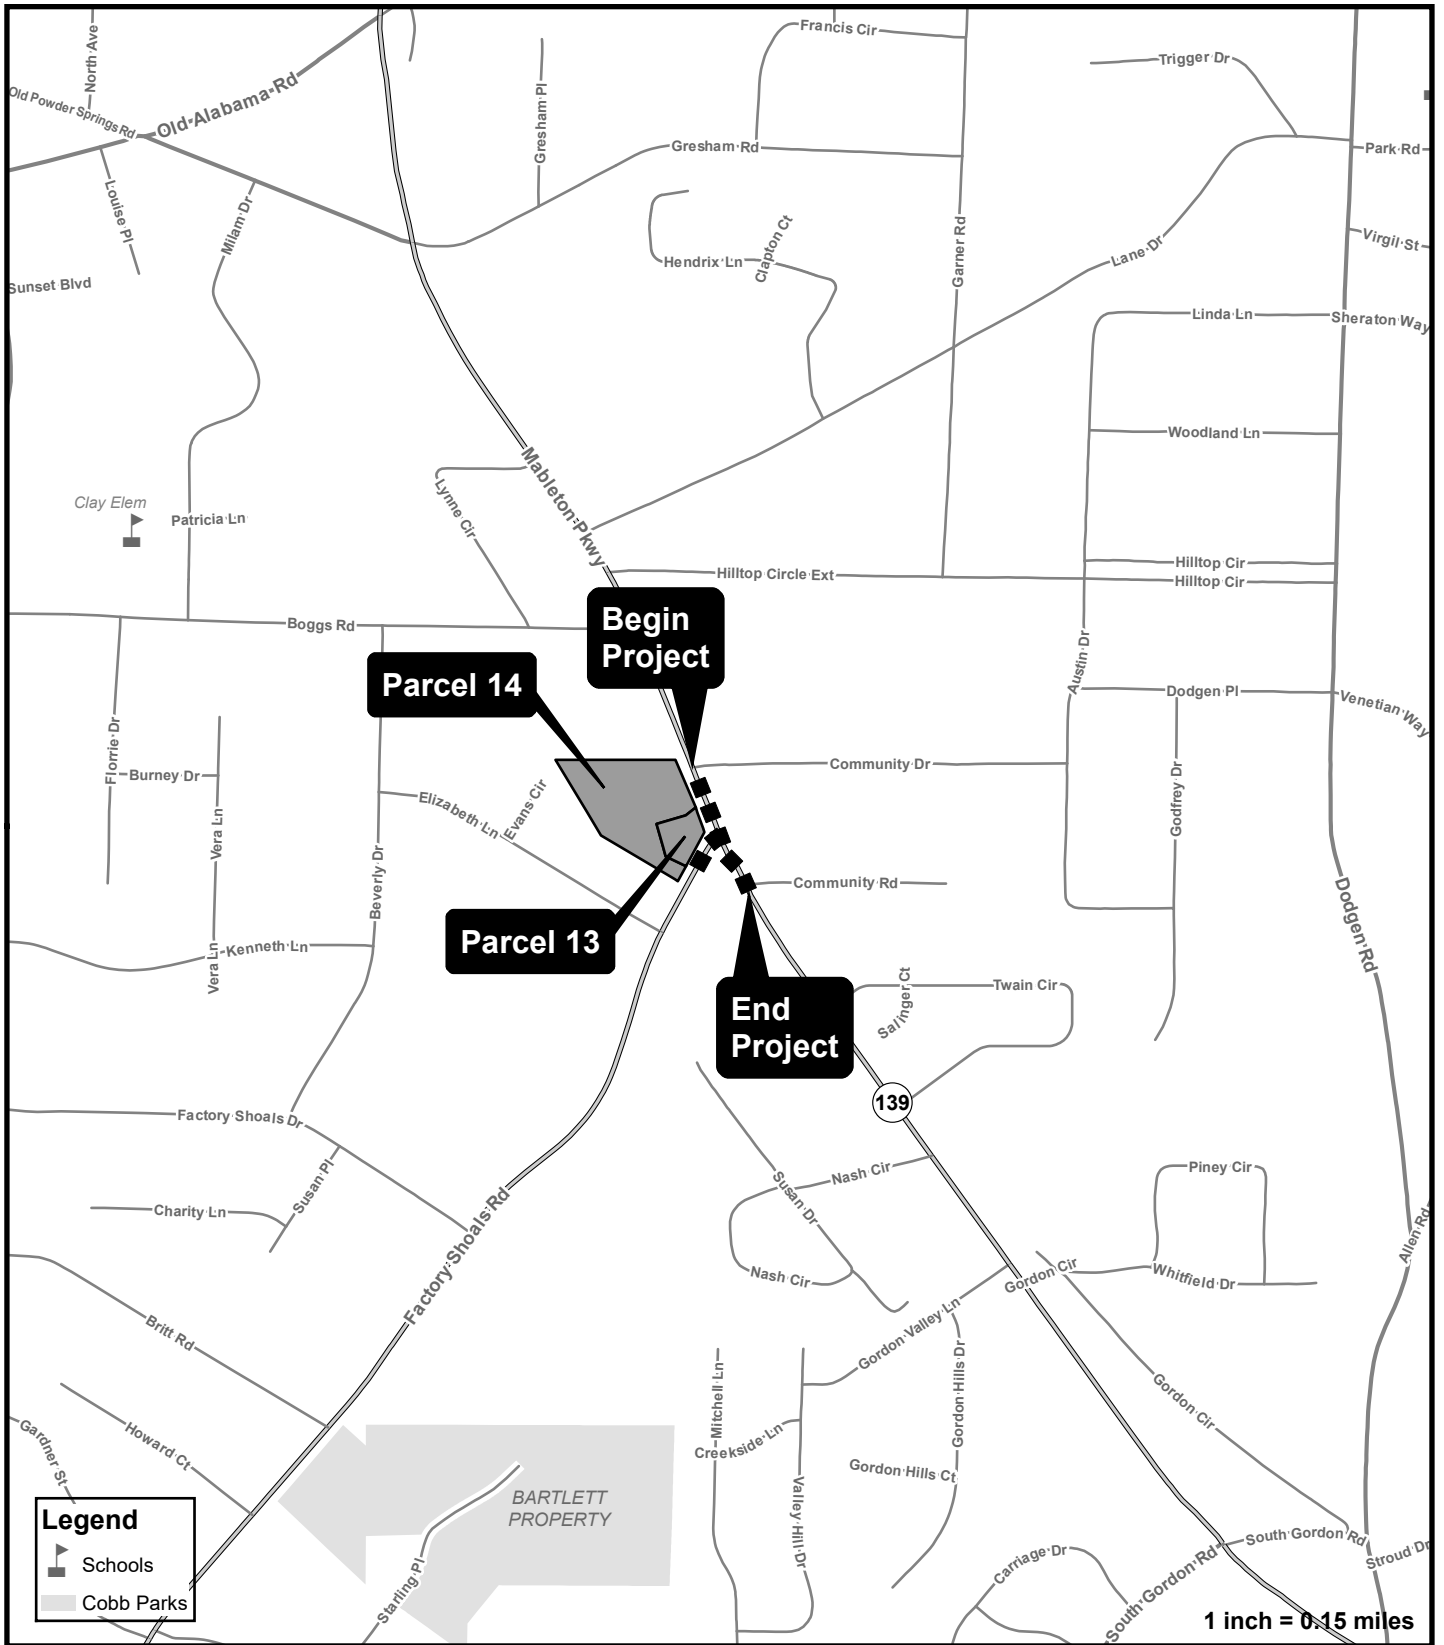 North Ave
Francis Cir
Trigger Dr
Old Powder Springs Rd
Old Alabama Rd
Gresham Pl
Gresham Rd
Park Rd
Louise Pl
Milam Dr
Clapton Ct
Garner Rd
Lane Dr
Virgil St
Hendrix Ln
Sunset Blvd
Linda Ln
Sheraton Way
Woodland Ln
Mableton Pkwy
Lynne Cir
Clay Elem
Patricia Ln
Hilltop Circle Ext
Hilltop Cir
Hilltop Cir
Boggs Rd
Begin
Project
Parcel 14
Austin Dr
Dodgen Pl
Venetian Way
Florrie Dr
Burney Dr
Vera Ln
Elizabeth Ln
Evans Cir
Community Dr
Godfrey Dr
Beverly Dr
Community Rd
Dodgen Rd
Parcel 13
Vera Ln
Kenneth Ln
End
Project
Salinger Ct
Twain Cir
139
Factory Shoals Dr
Susan Pl
Charity Ln
Factory Shoals Rd
Susan Dr
Nash Cir
Nash Cir
Piney Cir
Allen Rd
Gordon Cir
Whitfield Dr
Britt Rd
Gordon Valley Ln
Gordon Hills Dr
Mitchell Ln
Gordon Cir
Howard Ct
Gardner St
Creekside Ln
Gordon Hills Ct
Valley Hill Dr
BARTLETT
PROPERTY
Starling Pl
Carriage Dr
South Gordon Rd
South Gordon Rd
Stroud Dr
Legend
Schools
Cobb Parks
1 inch = 0.15 miles